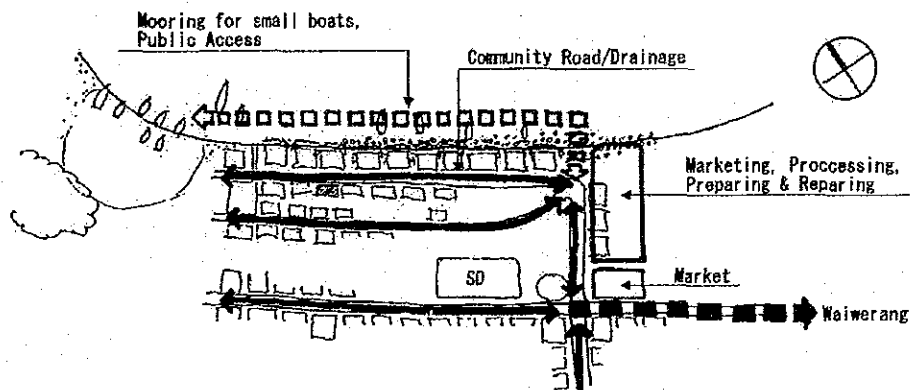 Mooring for small boats,
Public Access
Community Road/Drainage
Marketing, Proccessing,
Preparing & Reparing
SD
Market
Waiwerang